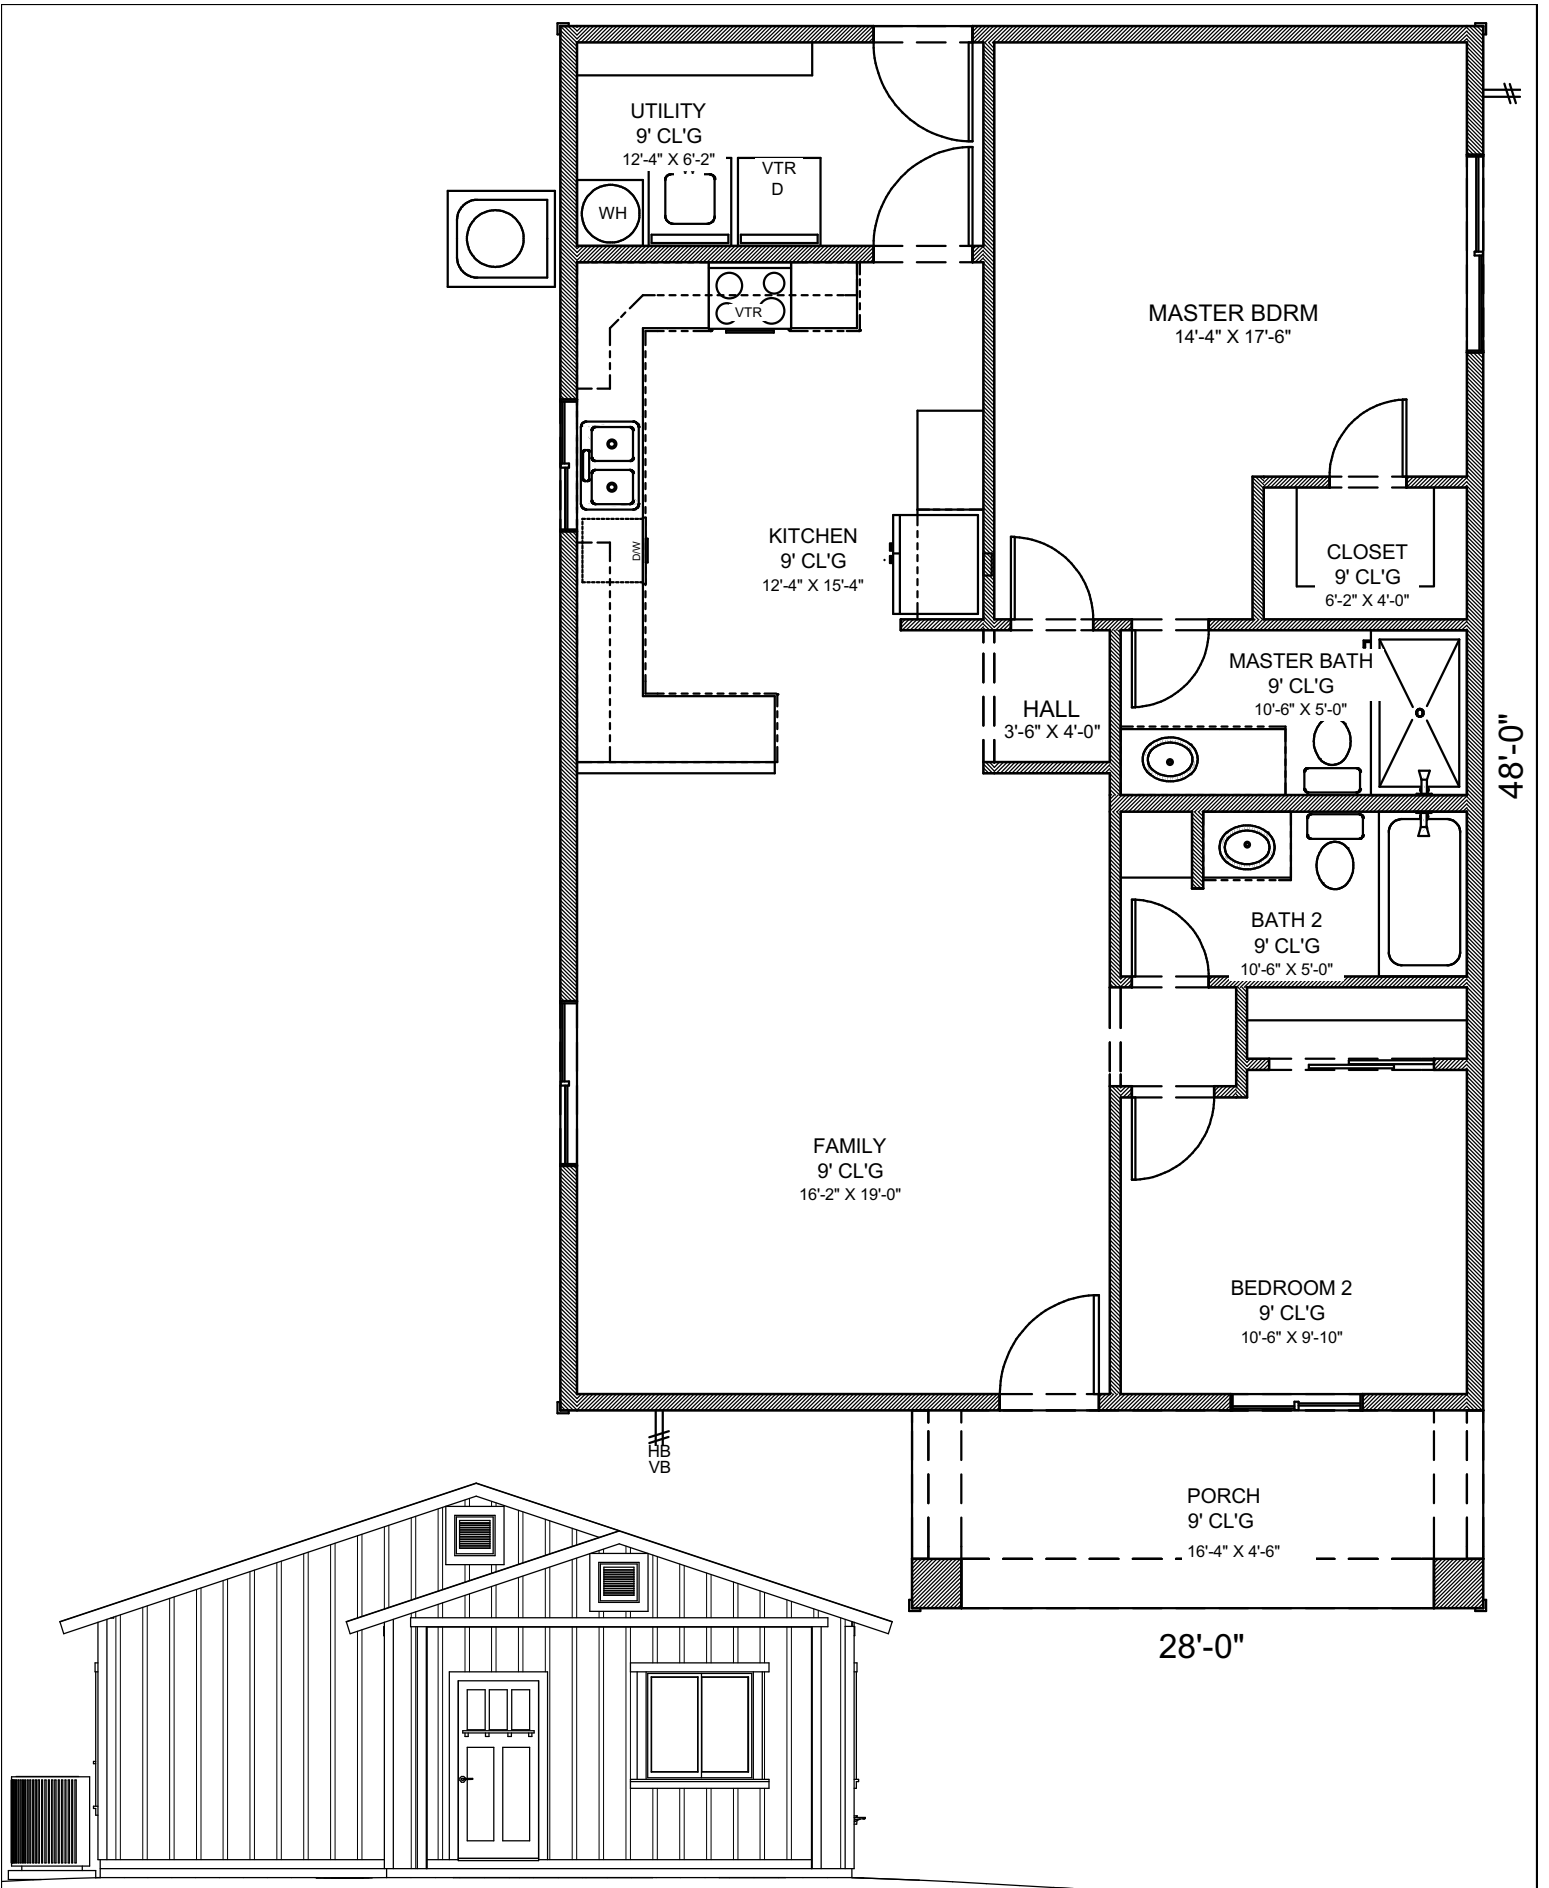 UTILITY
9' CL'G
12'-4" X 6'-2"
VTR
D
WH
VTR
MASTER BDRM
14'-4" X 17'-6"
KITCHEN
9' CL'G
12'-4" X 15'-4"
D/W
CLOSET
9' CL'G
6'-2" X 4'-0"
MASTER BATH
9' CL'G
10'-6" X 5'-0"
HALL
3'-6" X 4'-0"
48'-0"
BATH 2
9' CL'G
10'-6" X 5'-0"
FAMILY
9' CL'G
16'-2" X 19'-0"
BEDROOM 2
9' CL'G
10'-6" X 9'-10"
HB
VB
PORCH
9' CL'G
16'-4" X 4'-6"
28'-0"